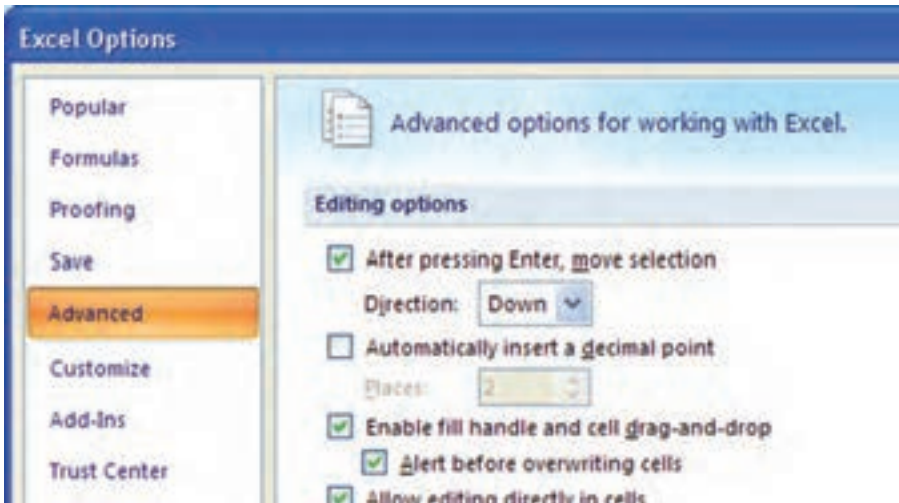 Excel Options
Popular
Formulas
Proofing
Save
Advanced
Customize
Add-Ins
Trust Center
Advanced options for working with Excel.
Editing options
After pressing Enter, move selection
Direction: Down
Automatically insert a decimal point
Places: 2
Enable fill handle and cell drag-and-drop
Alert before overwriting cells
Allow editing directly in cells